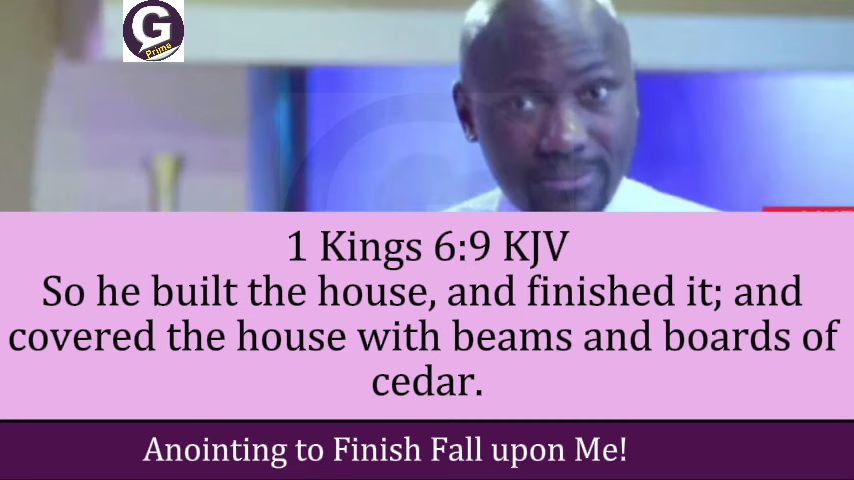 G
Prime
1 Kings 6:9 KJV
So he built the house, and finished it; and
covered the house with beams and boards of
cedar.
Anointing to Finish Fall upon Me!